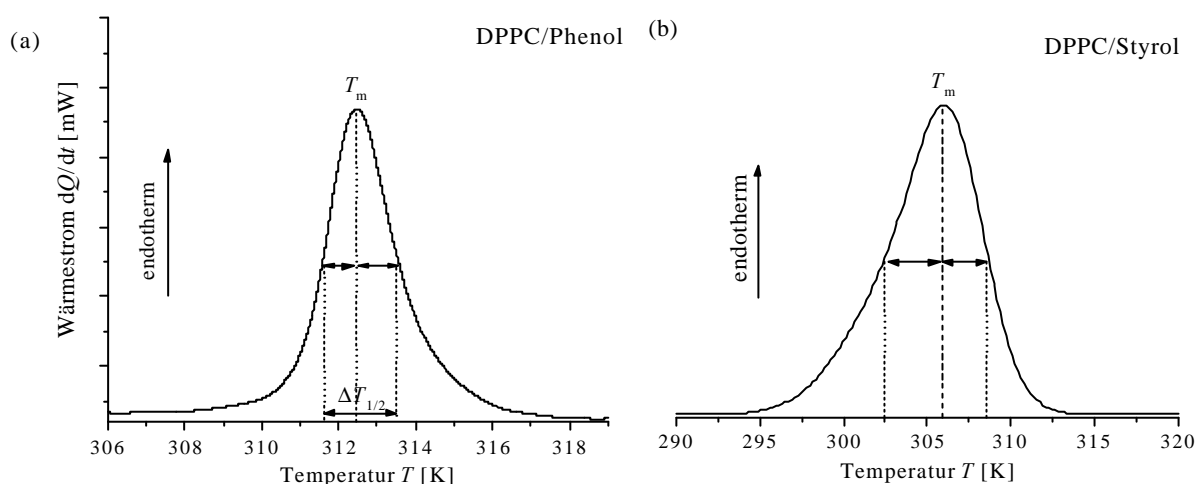 (a)
DPPC/Phenol
T_m
Wärmestrom dQ/dt [mW]
endotherm
ΔT_1/2
306 308 310 312 314 316 318
Temperatur T [K]
(b)
DPPC/Styrol
T_m
endotherm
290 295 300 305 310 315 320
Temperatur T [K]